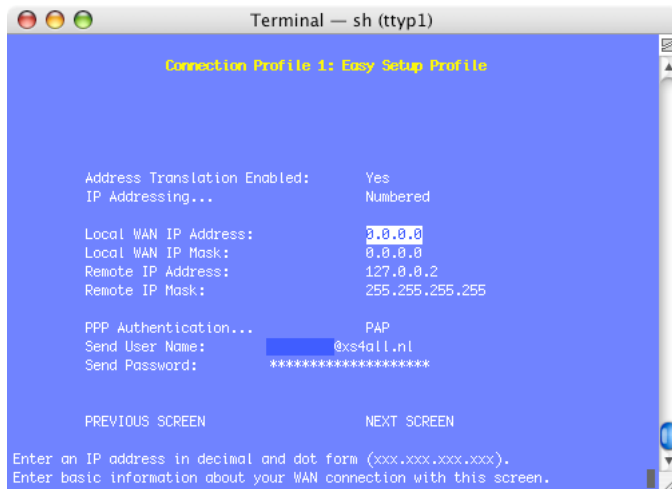 Terminal — sh (ttyp1)
Connection Profile 1: Easy Setup Profile
Address Translation Enabled: Yes
IP Addressing... Numbered
Local WAN IP Address: 0.0.0.0
Local WAN IP Mask: 0.0.0.0
Remote IP Address: 127.0.0.2
Remote IP Mask: 255.255.255.255
PPP Authentication... PAP
Send User Name: @xs4all.nl
Send Password: ********************
PREVIOUS SCREEN NEXT SCREEN
Enter an IP address in decimal and dot form (xxx.xxx.xxx.xxx).
Enter basic information about your WAN connection with this screen.